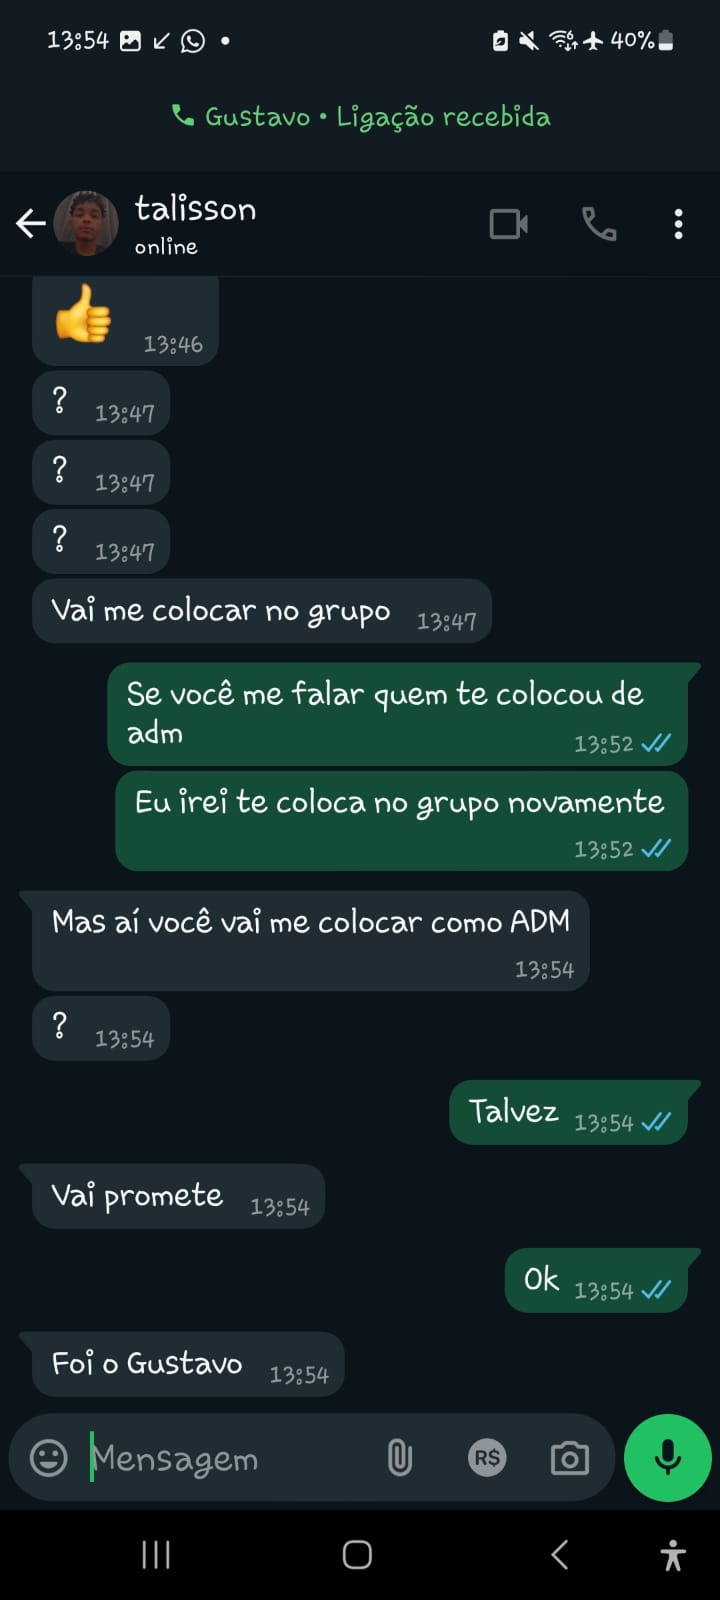 13:54
40%
Gustavo • Ligação recebida
talisson
online
13:46
?
13:47
?
13:47
?
13:47
Vai me colocar no grupo
13:47
Se você me falar quem te colocou de
adm
13:52
Eu irei te coloca no grupo novamente
13:52
Mas aí você vai me colocar como ADM
13:54
?
13:54
Talvez
13:54
Vai promete
13:54
Ok
13:54
Foi o Gustavo
13:54
Mensagem
R$